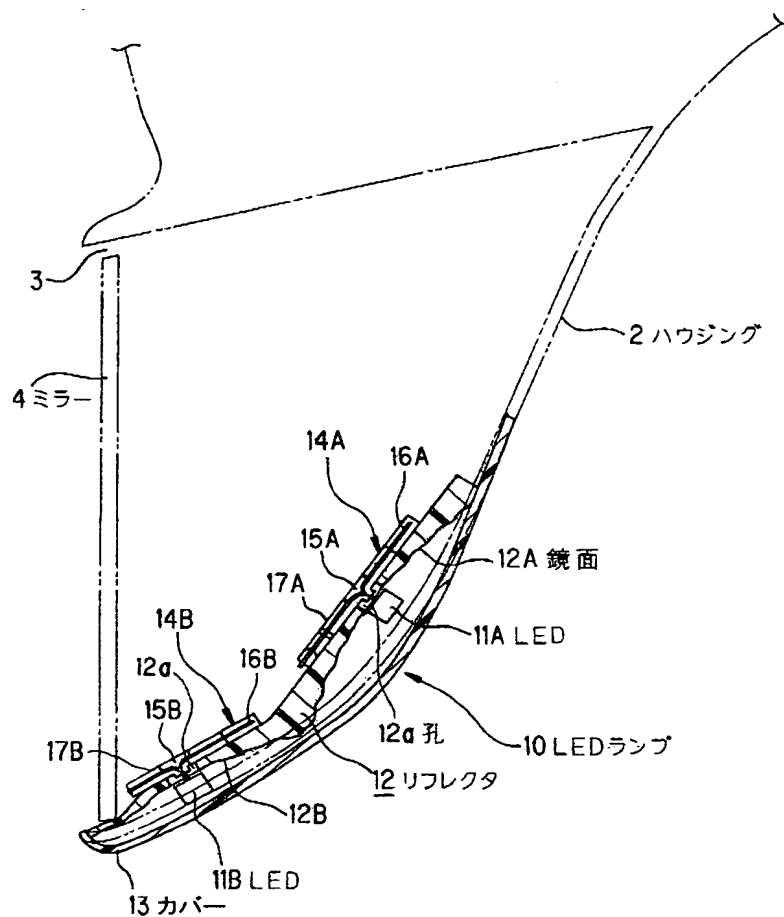 3
2 ハウジング
4 ミラー
14A
16A
15A
12A 鏡面
17A
14B
11A LED
12a
16B
15B
12a 孔
10 LEDランプ
17B
12 リフレクタ
12B
11B LED
13 カバー